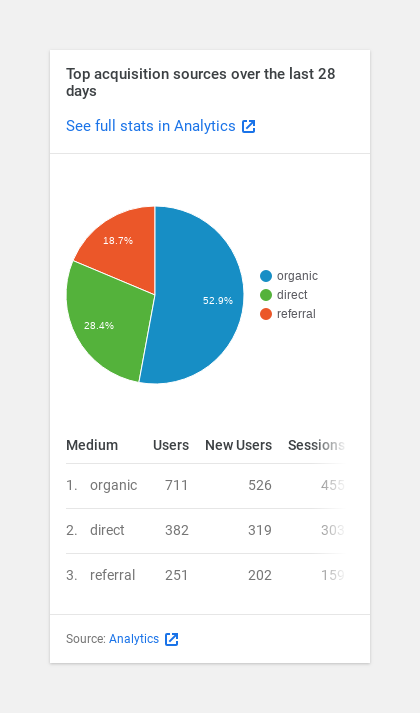 Top acquisition sources over the last 28
days
See full stats in Analytics
18.7%
52.9%
28.4%
organic
direct
referral
Medium Users New Users Sessions
1. organic 711 526 455
2. direct 382 319 303
3. referral 251 202 159
Source: Analytics